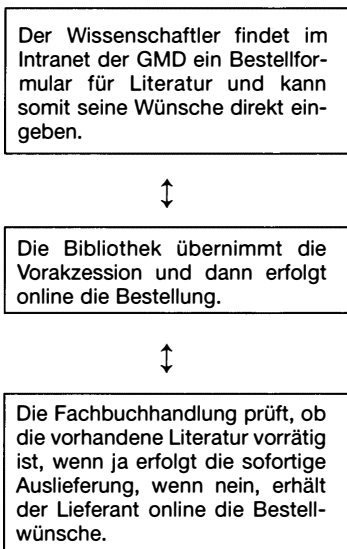 Der Wissenschaftler findet im
Intranet der GMD ein Bestellfor-
mular für Literatur und kann
somit seine Wünsche direkt ein-
geben.
↕
Die Bibliothek übernimmt die
Vorakzession und dann erfolgt
online die Bestellung.
↕
Die Fachbuchhandlung prüft, ob
die vorhandene Literatur vorrätig
ist, wenn ja erfolgt die sofortige
Auslieferung, wenn nein, erhält
der Lieferant online die Bestell-
wünsche.